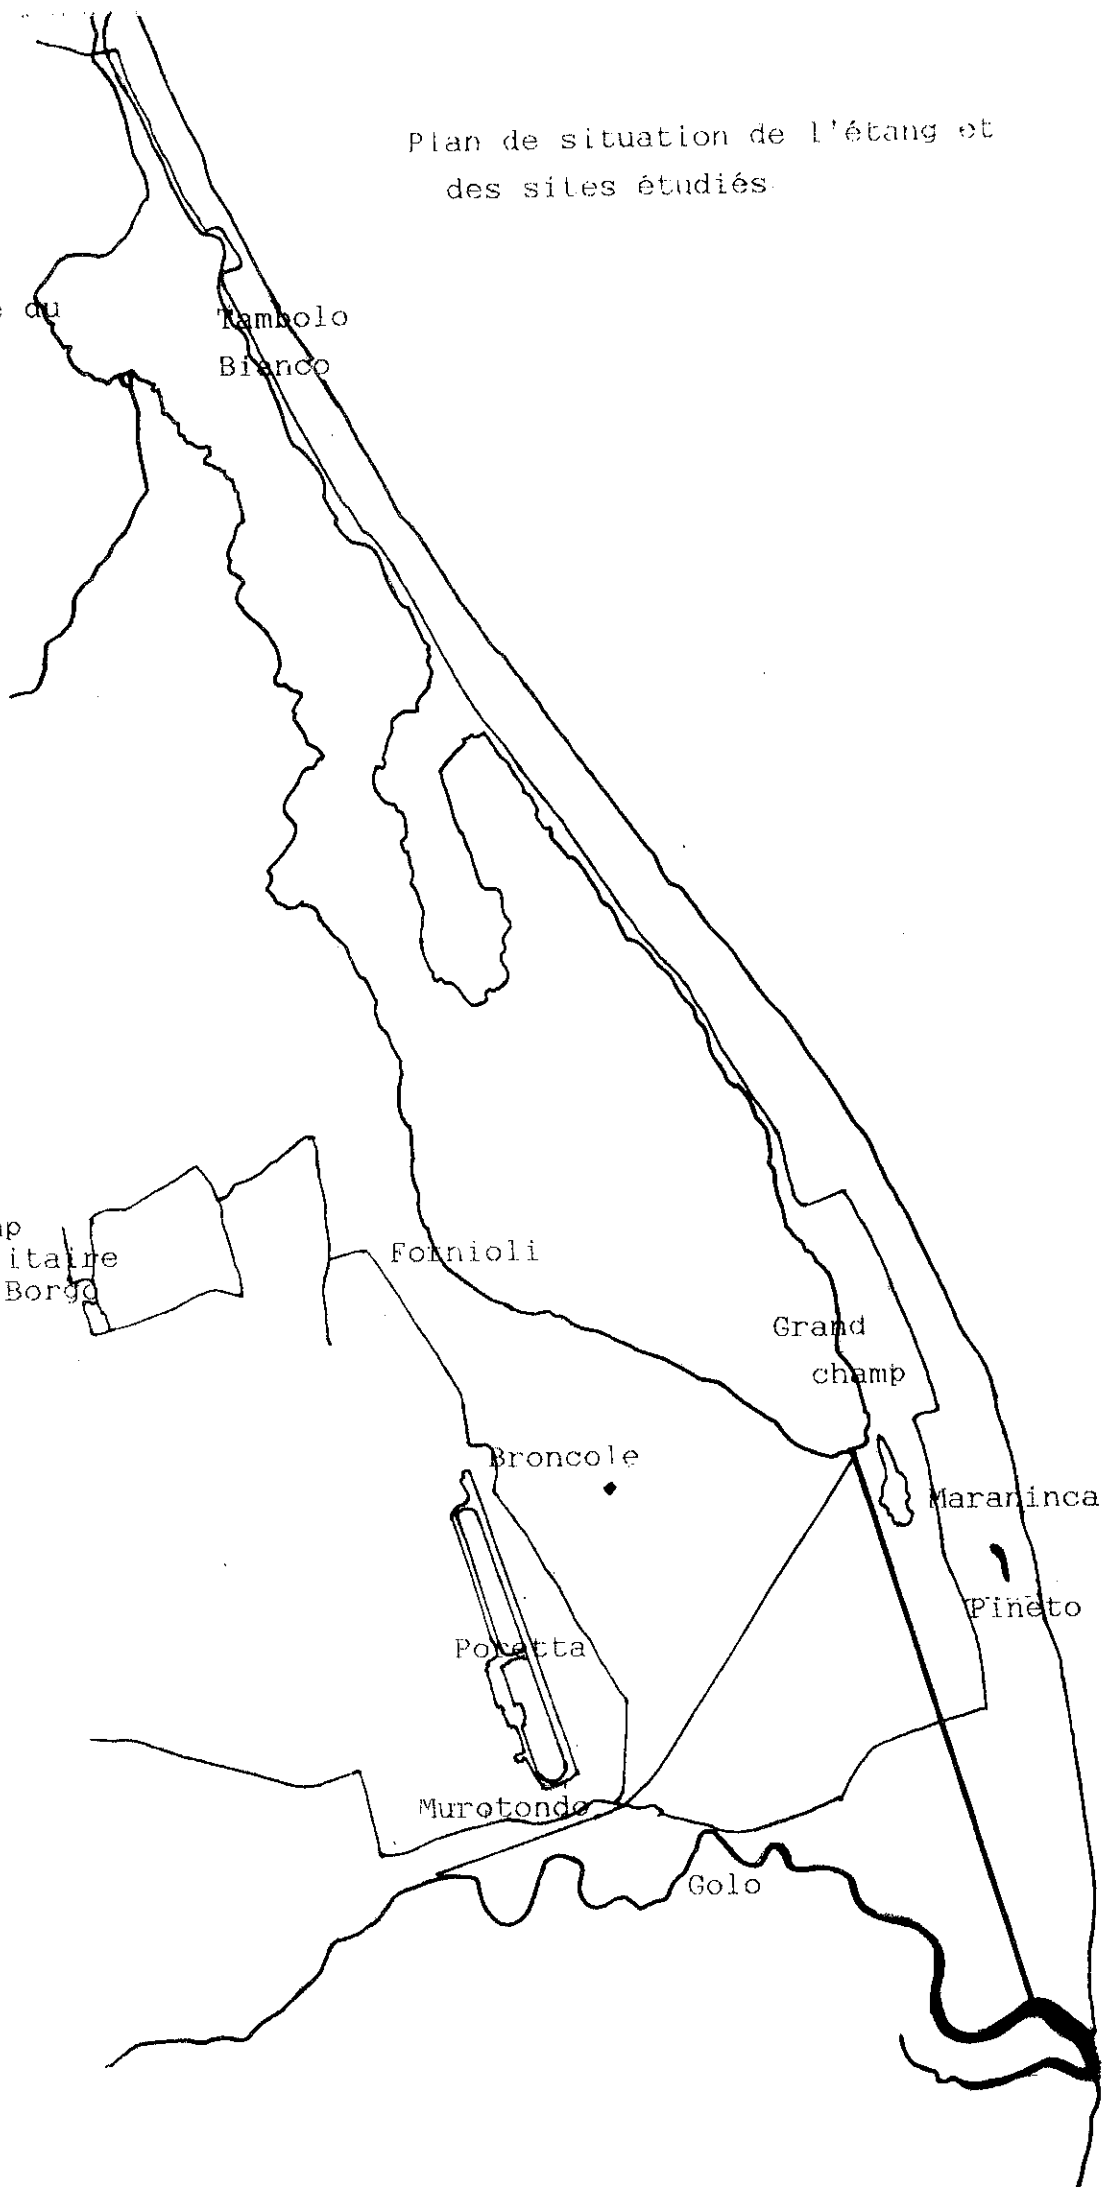 Plan de situation de l'étang et
des sites étudiés
du
Tambolo
Bianco
itaire
Borgo
Fornioli
Grand
champ
Broncole
Maraninca
Pineto
Poretta
Murotondo
Golo